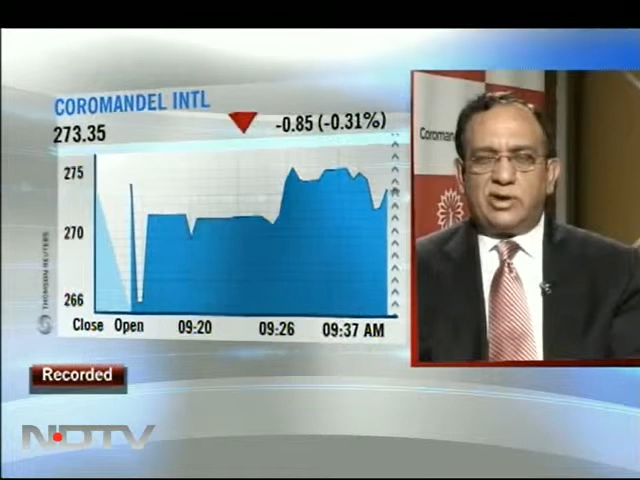 COROMANDEL INTL
273.35
-0.85 (-0.31%)
275
270
266
Close Open 09:20 09:26 09:37 AM
THOMSON REUTERS
Coroman
Recorded
NDTV